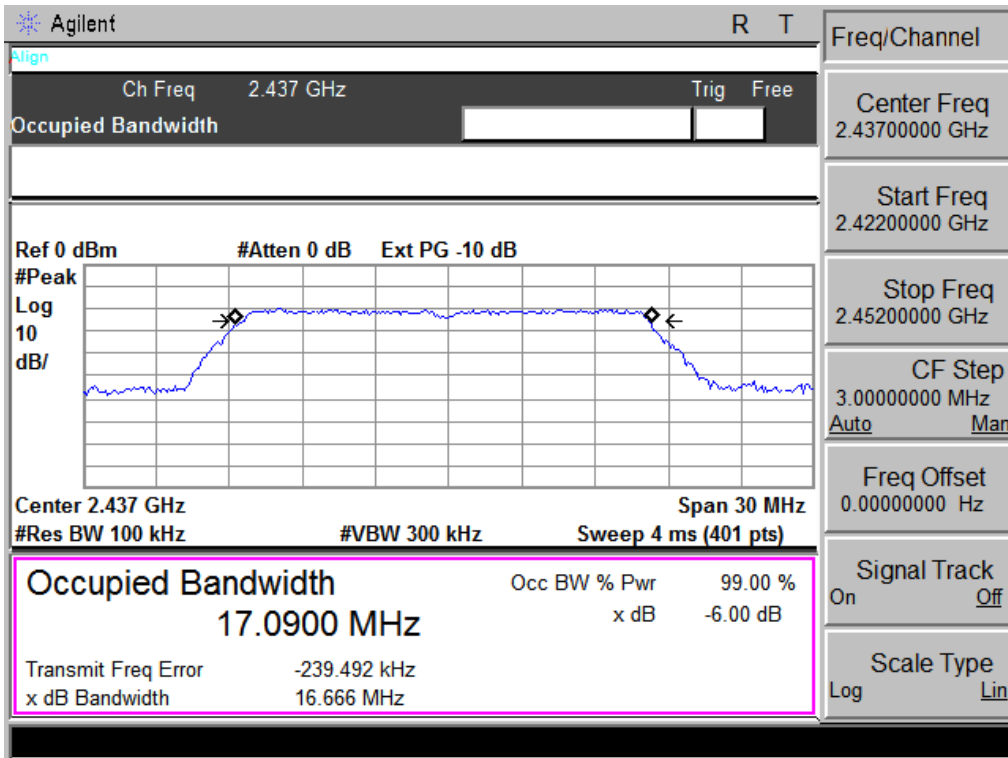 Agilent R T
Align
Ch Freq 2.437 GHz Trig Free
Occupied Bandwidth
Ref 0 dBm #Atten 0 dB Ext PG -10 dB
#Peak
Log
10
dB/
Center 2.437 GHz Span 30 MHz
#Res BW 100 kHz #VBW 300 kHz Sweep 4 ms (401 pts)
Occupied Bandwidth
17.0900 MHz
Occ BW % Pwr 99.00 %
x dB -6.00 dB
Transmit Freq Error -239.492 kHz
x dB Bandwidth 16.666 MHz
Freq/Channel
Center Freq
2.43700000 GHz
Start Freq
2.42200000 GHz
Stop Freq
2.45200000 GHz
CF Step
3.00000000 MHz
Auto Man
Freq Offset
0.00000000 Hz
Signal Track
On Off
Scale Type
Log Lin